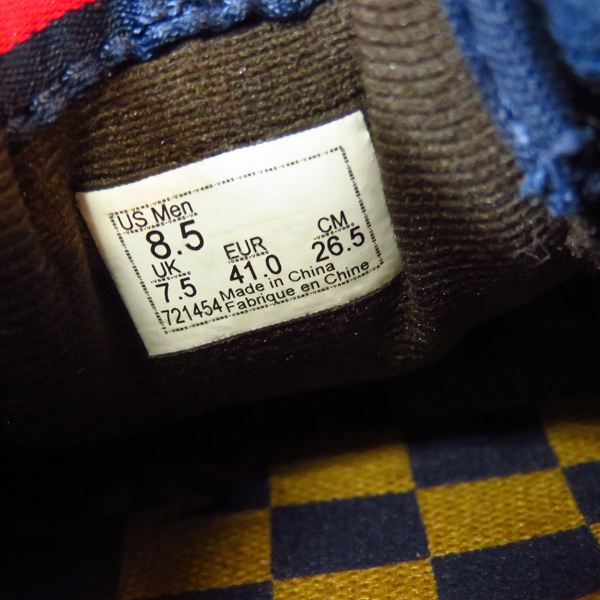 US Men
8.5
UK EUR CM
7.5 41.0 26.5
721454 Made in China
Fabrique en Chine